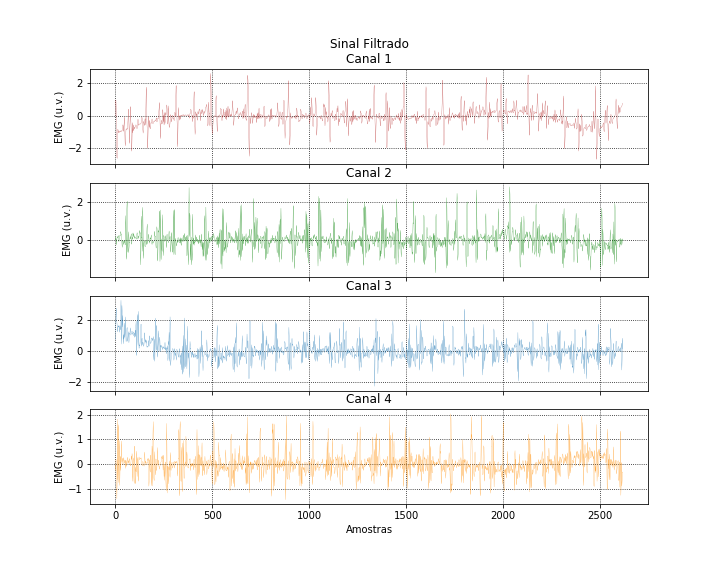 Sinal Filtrado
Canal 1
EMG (u.v.)
2
0
−2
Canal 2
EMG (u.v.)
2
0
Canal 3
EMG (u.v.)
2
0
−2
Canal 4
EMG (u.v.)
2
1
0
−1
0 500 1000 1500 2000 2500
Amostras